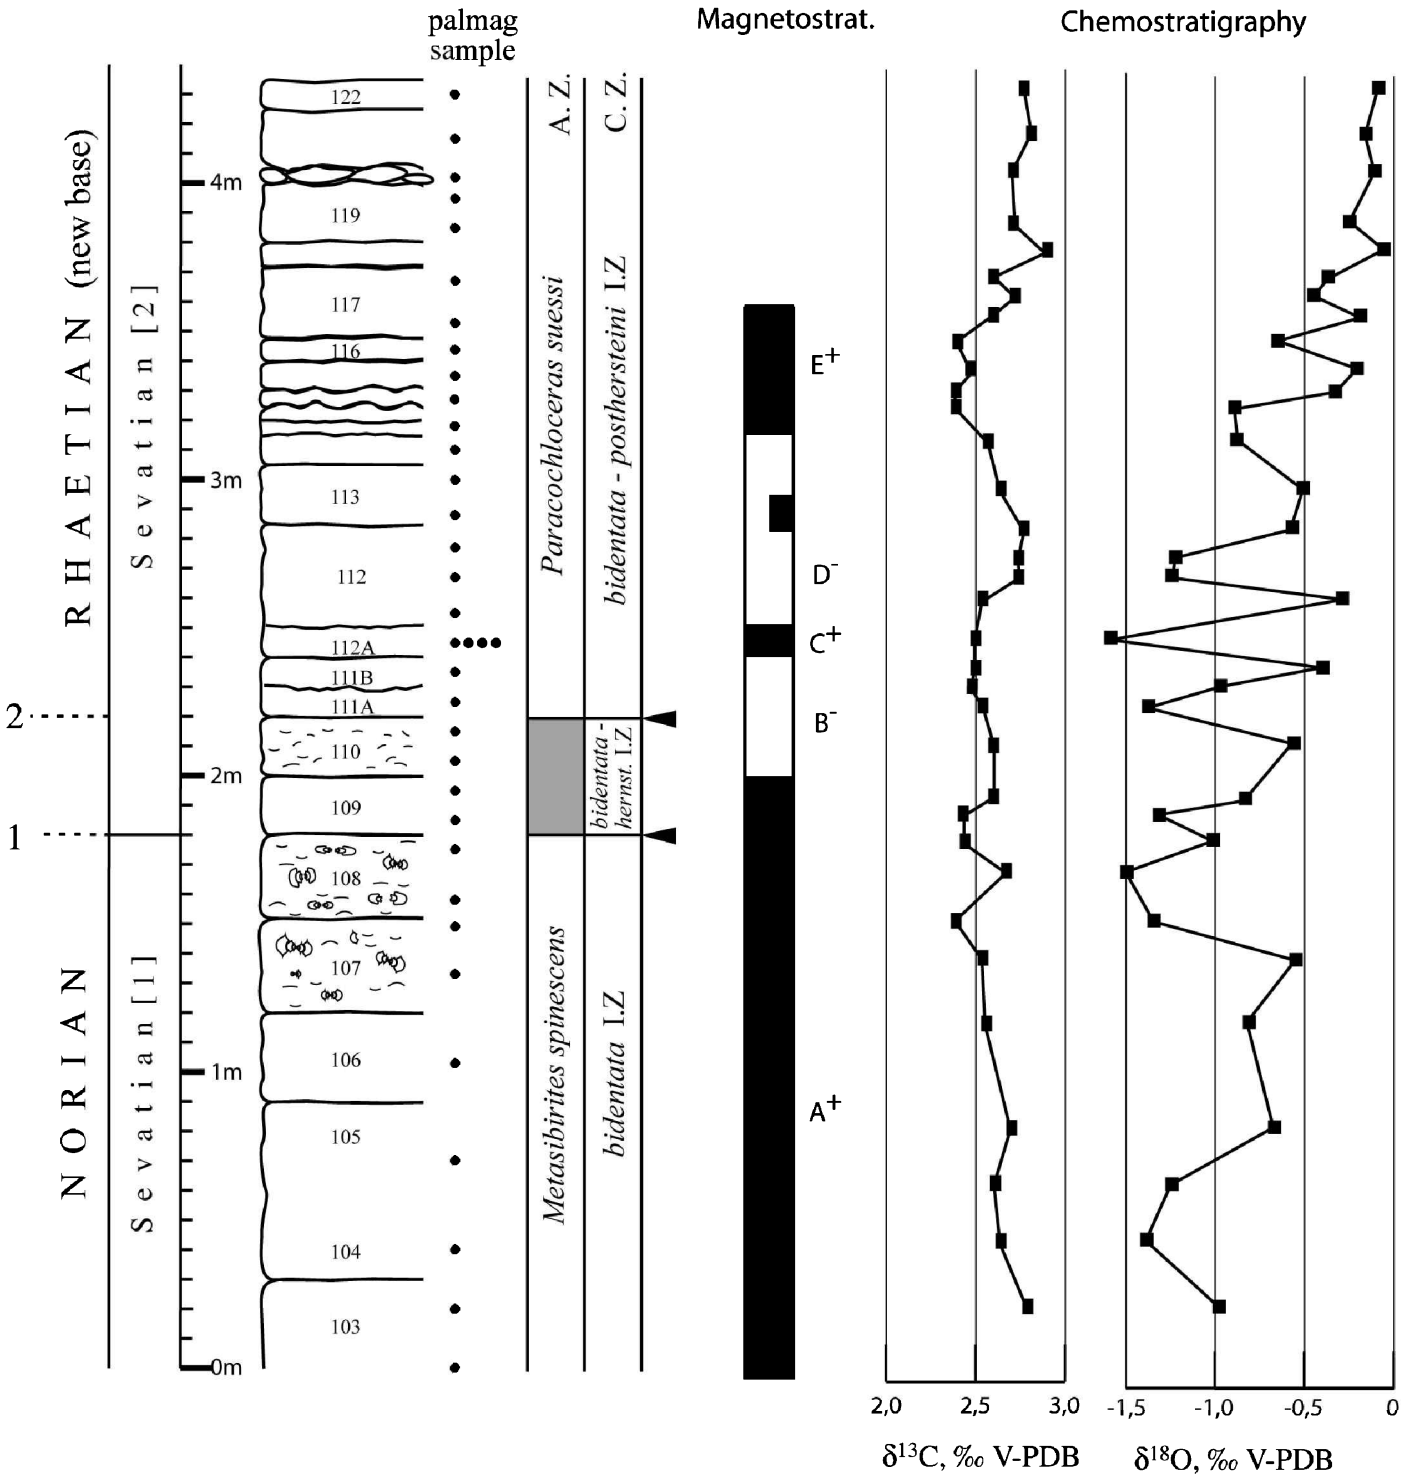 palmag
sample
Magnetostrat.
Chemostratigraphy
RHAETIAN (new base)
NORIAN
Sevatian [2]
Sevatian [1]
2
1
4m
3m
2m
1m
0m
122
119
117
116
113
112
112A
111B
111A
110
109
108
107
106
105
104
103
A. Z.
Paracochloceras suessi
Metasibirites spinescens
C. Z.
bidentata - posthersteini I.Z
bidentata -
hernst. I.Z
bidentata I.Z
E+
D-
C+
B-
A+
2,0 2,5 3,0
δ13C, ‰ V-PDB
-1,5 -1,0 -0,5 0
δ18O, ‰ V-PDB